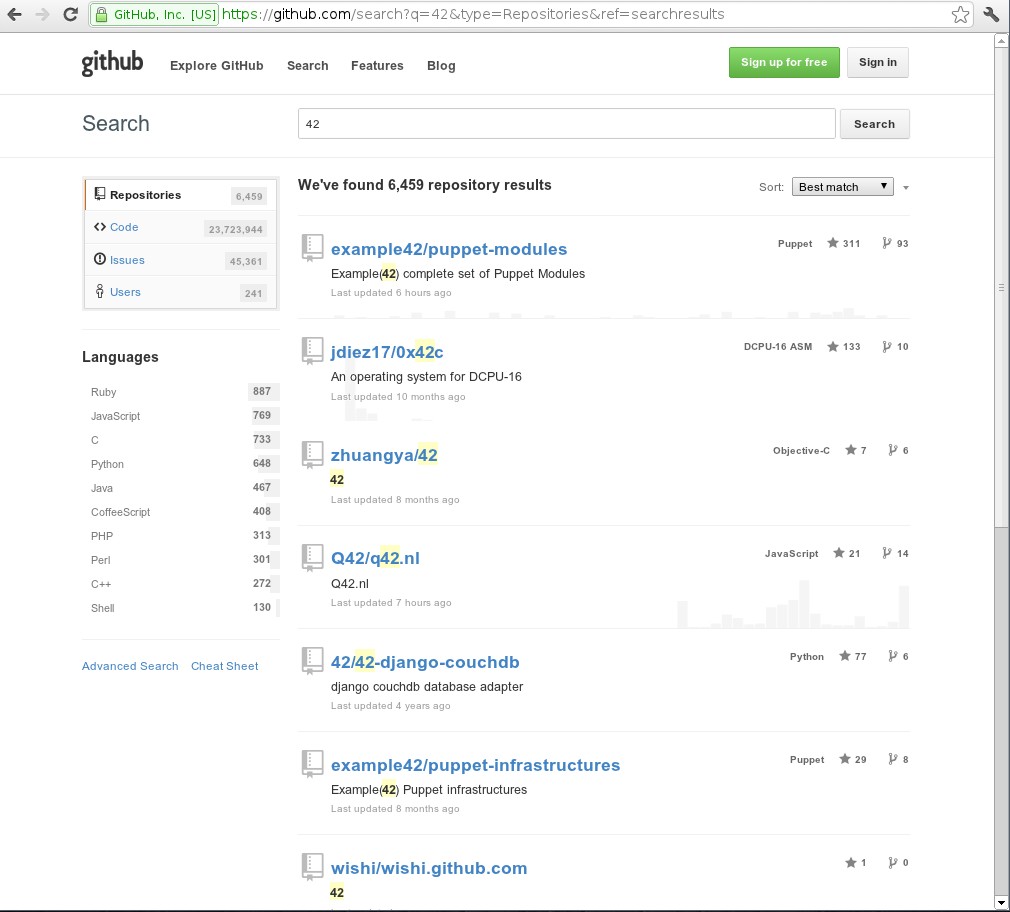 GitHub, Inc. [US] https://github.com/search?q=42&type=Repositories&ref=searchresults
github Explore GitHub Search Features Blog Sign up for free Sign in
Search 42 Search
Repositories 6,459
Code 23,723,944
Issues 45,361
Users 241
Languages
Ruby 887
JavaScript 769
C 733
Python 648
Java 467
CoffeeScript 408
PHP 313
Perl 301
C++ 272
Shell 130
Advanced Search Cheat Sheet
We've found 6,459 repository results Sort: Best match
example42/puppet-modules Puppet 311 93
Example(42) complete set of Puppet Modules
Last updated 6 hours ago
jdiez17/0x42c DCPU-16 ASM 133 10
An operating system for DCPU-16
Last updated 10 months ago
zhuangya/42 Objective-C 7 6
42
Last updated 8 months ago
Q42/q42.nl JavaScript 21 14
Q42.nl
Last updated 7 hours ago
42/42-django-couchdb Python 77 6
django couchdb database adapter
Last updated 4 years ago
example42/puppet-infrastructures Puppet 29 8
Example(42) Puppet infrastructures
Last updated 8 months ago
wishi/wishi.github.com 1 0
42